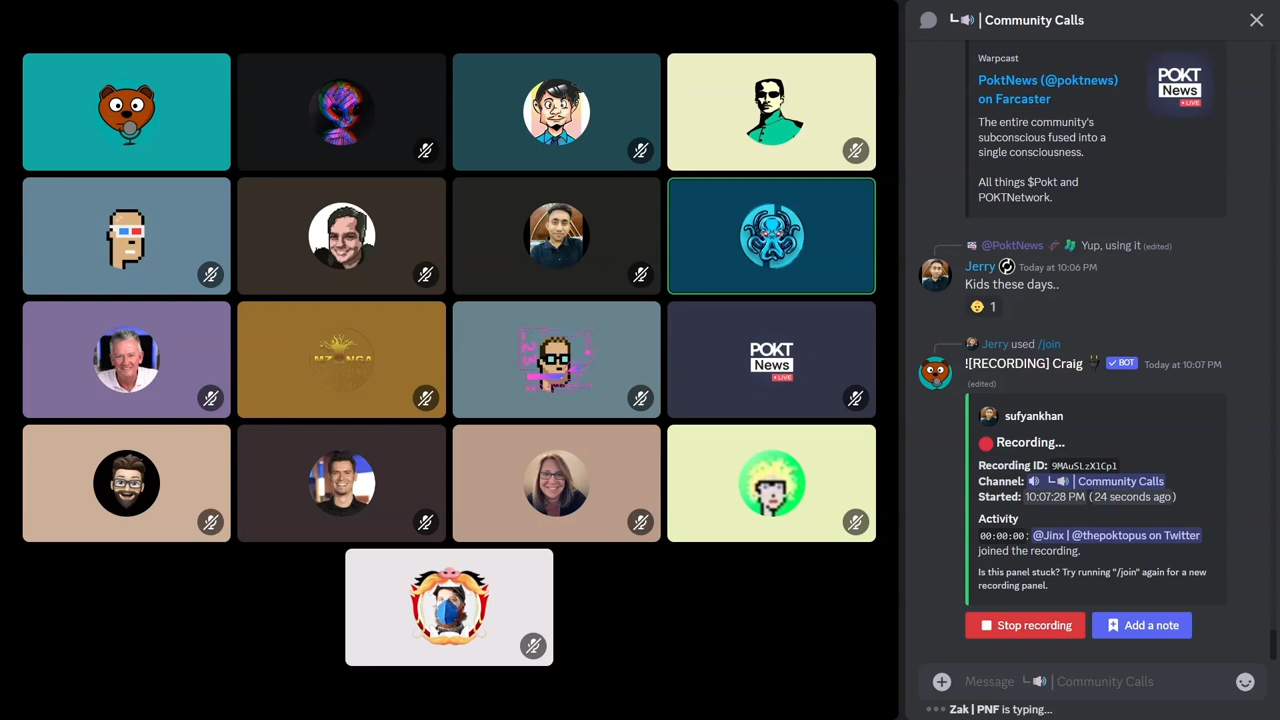 └🔊 | Community Calls
Warpcast
PoktNews (@poktnews)
on Farcaster
The entire community's
subconscious fused into a
single consciousness.
All things $Pokt and
POKTNetwork.
POKT
News
LIVE
@PoktNews Yup, using it (edited)
Jerry Today at 10:06 PM
Kids these days..
1
Jerry used /join
![RECORDING] Craig BOT Today at 10:07 PM
(edited)
sufyankhan
Recording...
Recording ID: 9MAuSLzX1Cp1
Channel: └🔊 | Community Calls
Started: 10:07:28 PM (24 seconds ago)
Activity
00:00:00: @Jinx | @thepoktopus on Twitter
joined the recording.
Is this panel stuck? Try running "/join" again for a new
recording panel.
Stop recording
Add a note
Message └🔊 | Community Calls
Zak | PNF is typing...
POKT
News
LIVE